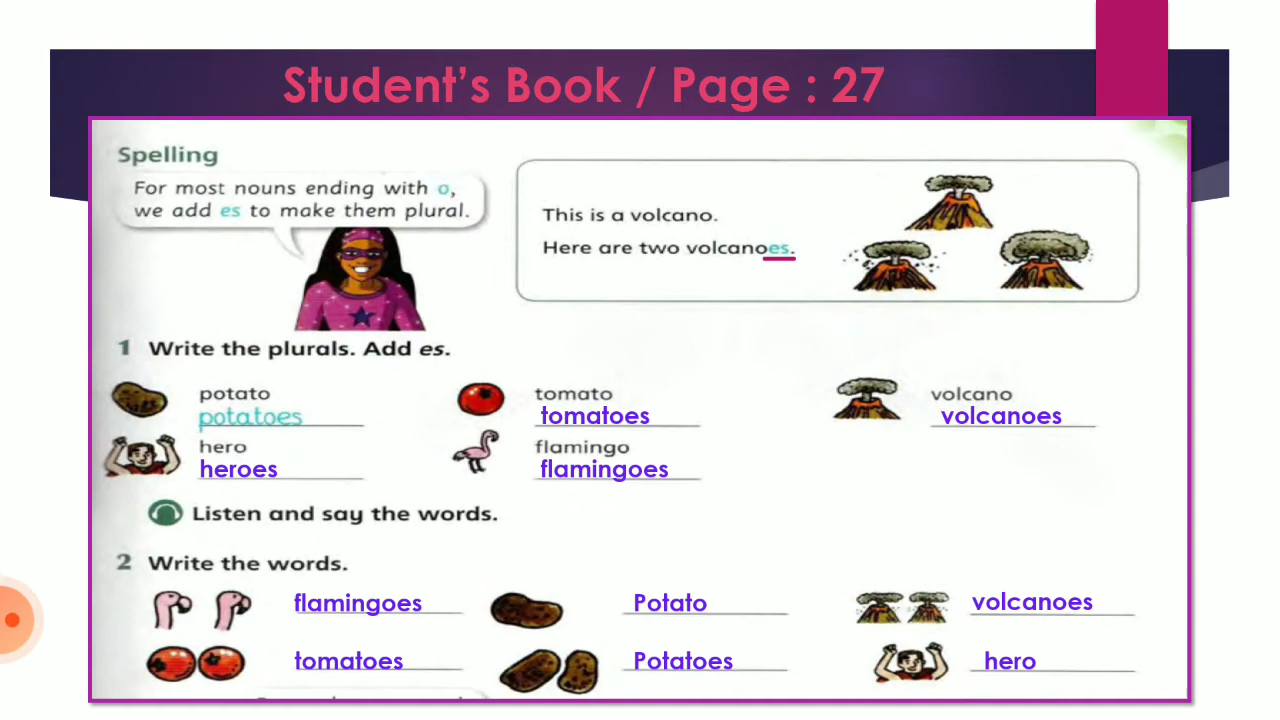 Student's Book / Page : 27
Spelling
For most nouns ending with o,
we add es to make them plural.
This is a volcano.
Here are two volcanoes.
1 Write the plurals. Add es.
potato
potatoes
tomato
tomatoes
volcano
volcanoes
hero
heroes
flamingo
flamingoes
Listen and say the words.
2 Write the words.
flamingoes
Potato
volcanoes
tomatoes
Potatoes
hero